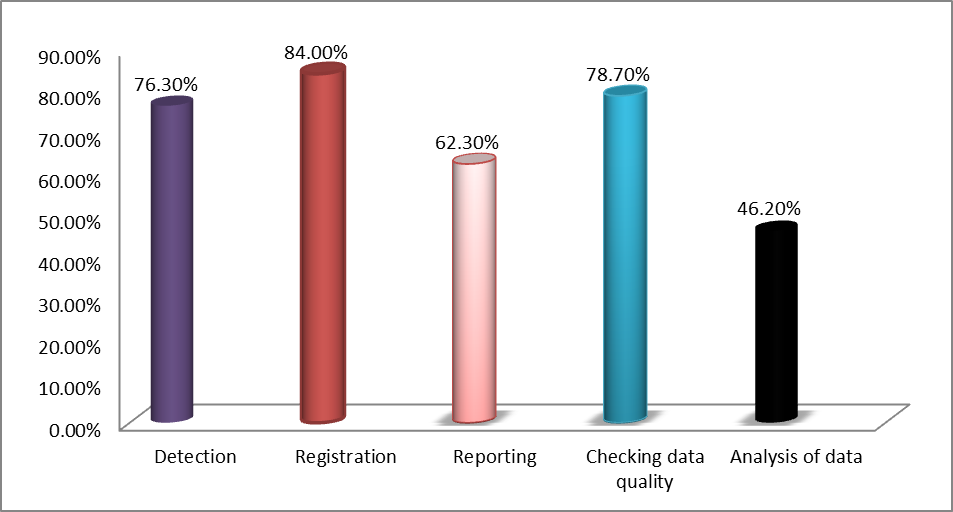 90.00%
80.00%
70.00%
60.00%
50.00%
40.00%
30.00%
20.00%
10.00%
0.00%
76.30%
84.00%
62.30%
78.70%
46.20%
Detection
Registration
Reporting
Checking data
quality
Analysis of data